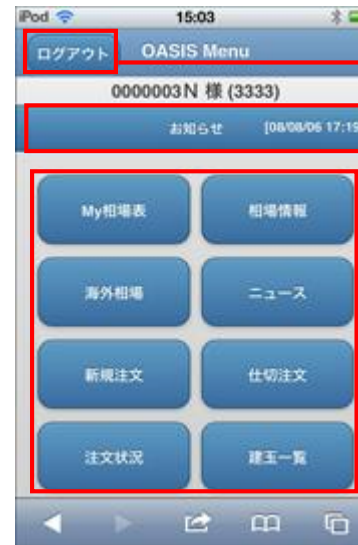 iPod 15:03
ログアウト OASIS Menu
0000003N 様 (3333)
お知らせ [08/08/06 17:19
My相場表 相場情報
海外相場 ニュース
新規注文 仕切注文
注文状況 建玉一覧